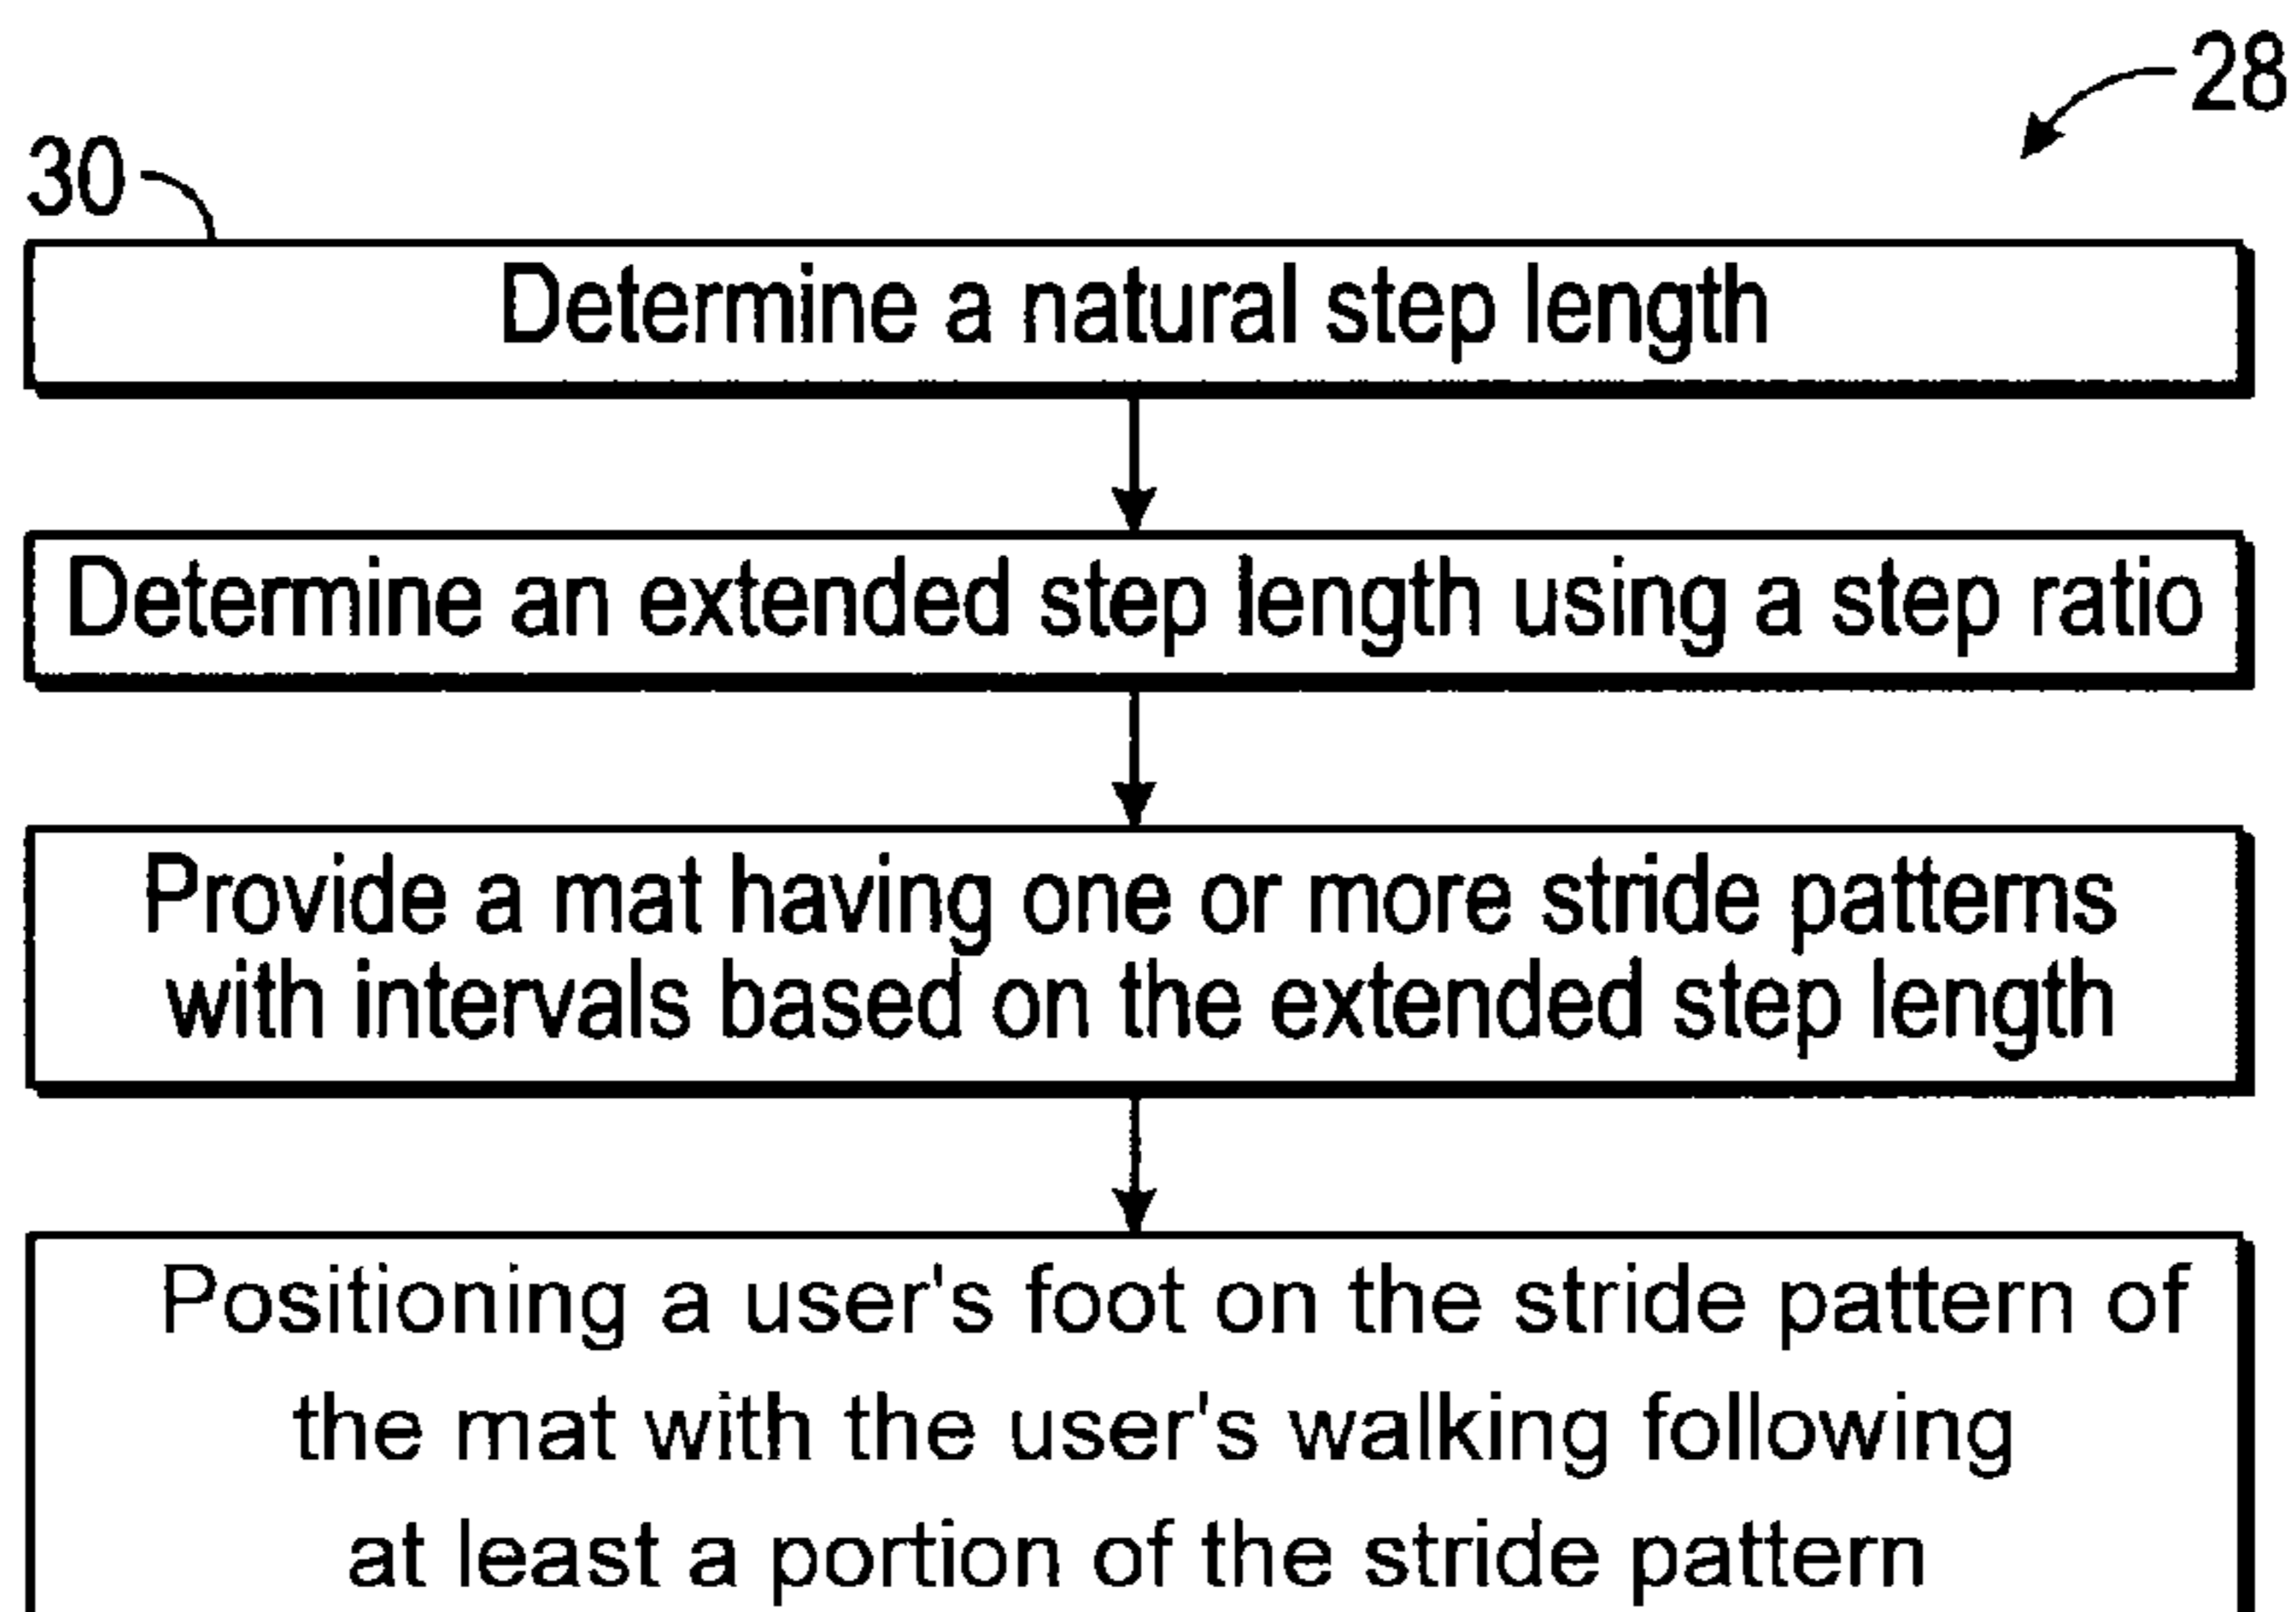 28
30
Determine a natural step length
Determine an extended step length using a step ratio
Provide a mat having one or more stride patterns
with intervals based on the extended step length
Positioning a user's foot on the stride pattern of
the mat with the user's walking following
at least a portion of the stride pattern